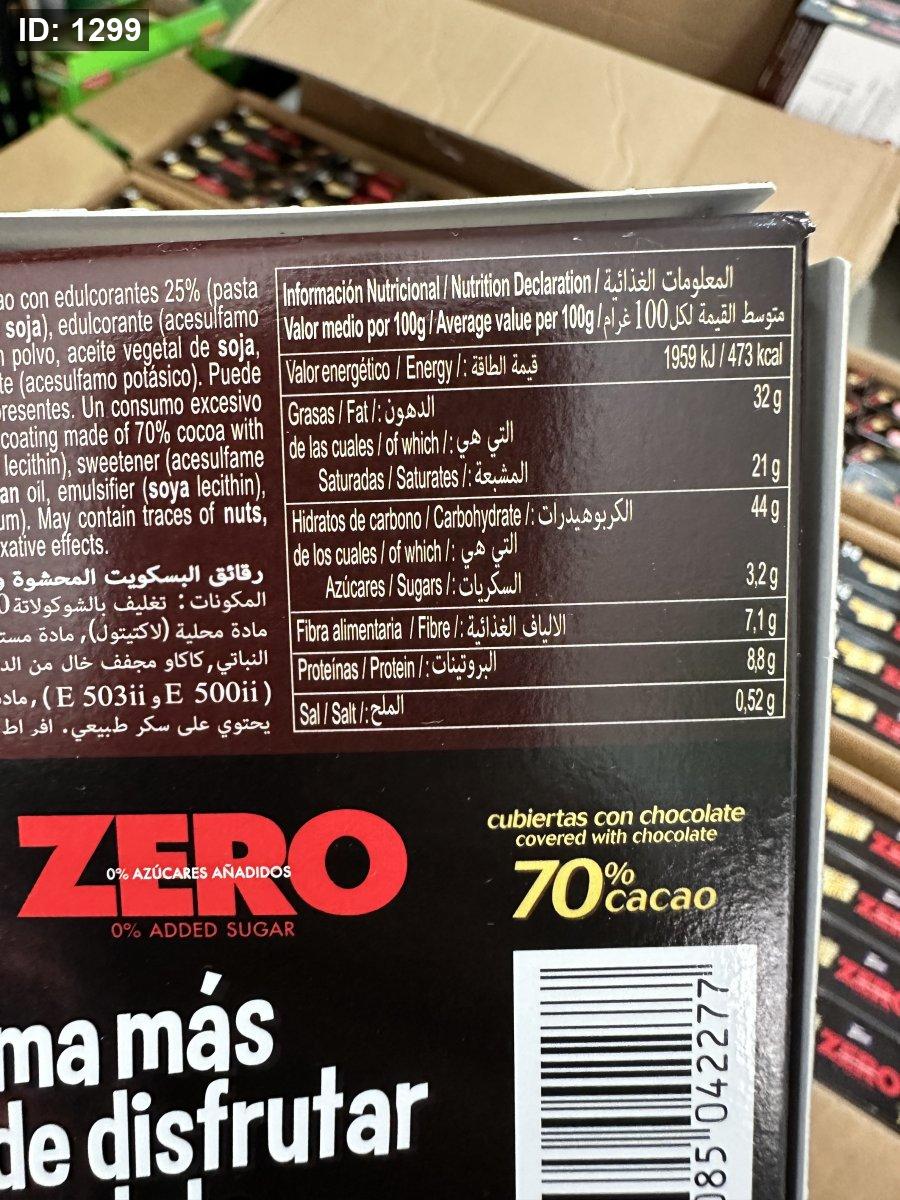 ID: 1299
ao con edulcorantes 25% (pasta
soja), edulcorante (acesulfamo
polvo, aceite vegetal de soja,
te (acesulfamo potásico). Puede
resentes. Un consumo excesivo
coating made of 70% cocoa with
lecithin), sweetener (acesulfame
an oil, emulsifier (soya lecithin),
um). May contain traces of nuts,
xative effects.
رقائق البسكويت المحشوة و
المكونات : تغليف بالشوكولاتة 0
مادة محلية (لاكتيتول)، مادة مست
النباتي, كاكاو مجفف خال من الد
(E 500ii و E 503ii) ,ماد
يحتوي على سكر طبيعي. افر اط
Información Nutricional / Nutrition Declaration / المعلومات الغذائية
Valor medio por 100g / Average value per 100g / متوسط القيمة لكل 100 غرام
Valor energético / Energy /: قيمة الطاقة 1959 kJ / 473 kcal
Grasas / Fat /: الدهون 32 g
de las cuales / of which /: التي هي
Saturadas / Saturates /: المشبعة 21 g
Hidratos de carbono / Carbohydrate /: الكربوهيدرات 44 g
de los cuales / of which /: التي هي
Azúcares / Sugars /: السكريات 3,2 g
Fibra alimentaria / Fibre /: الالياف الغذائية 7,1 g
Proteínas / Protein /: البروتينات 8,8 g
Sal / Salt /: الملح 0,52 g
ZERO
0% AZÚCARES AÑADIDOS
0% ADDED SUGAR
cubiertas con chocolate
covered with chocolate
70% cacao
ma más
de disfrutar
085 042277
ZERO